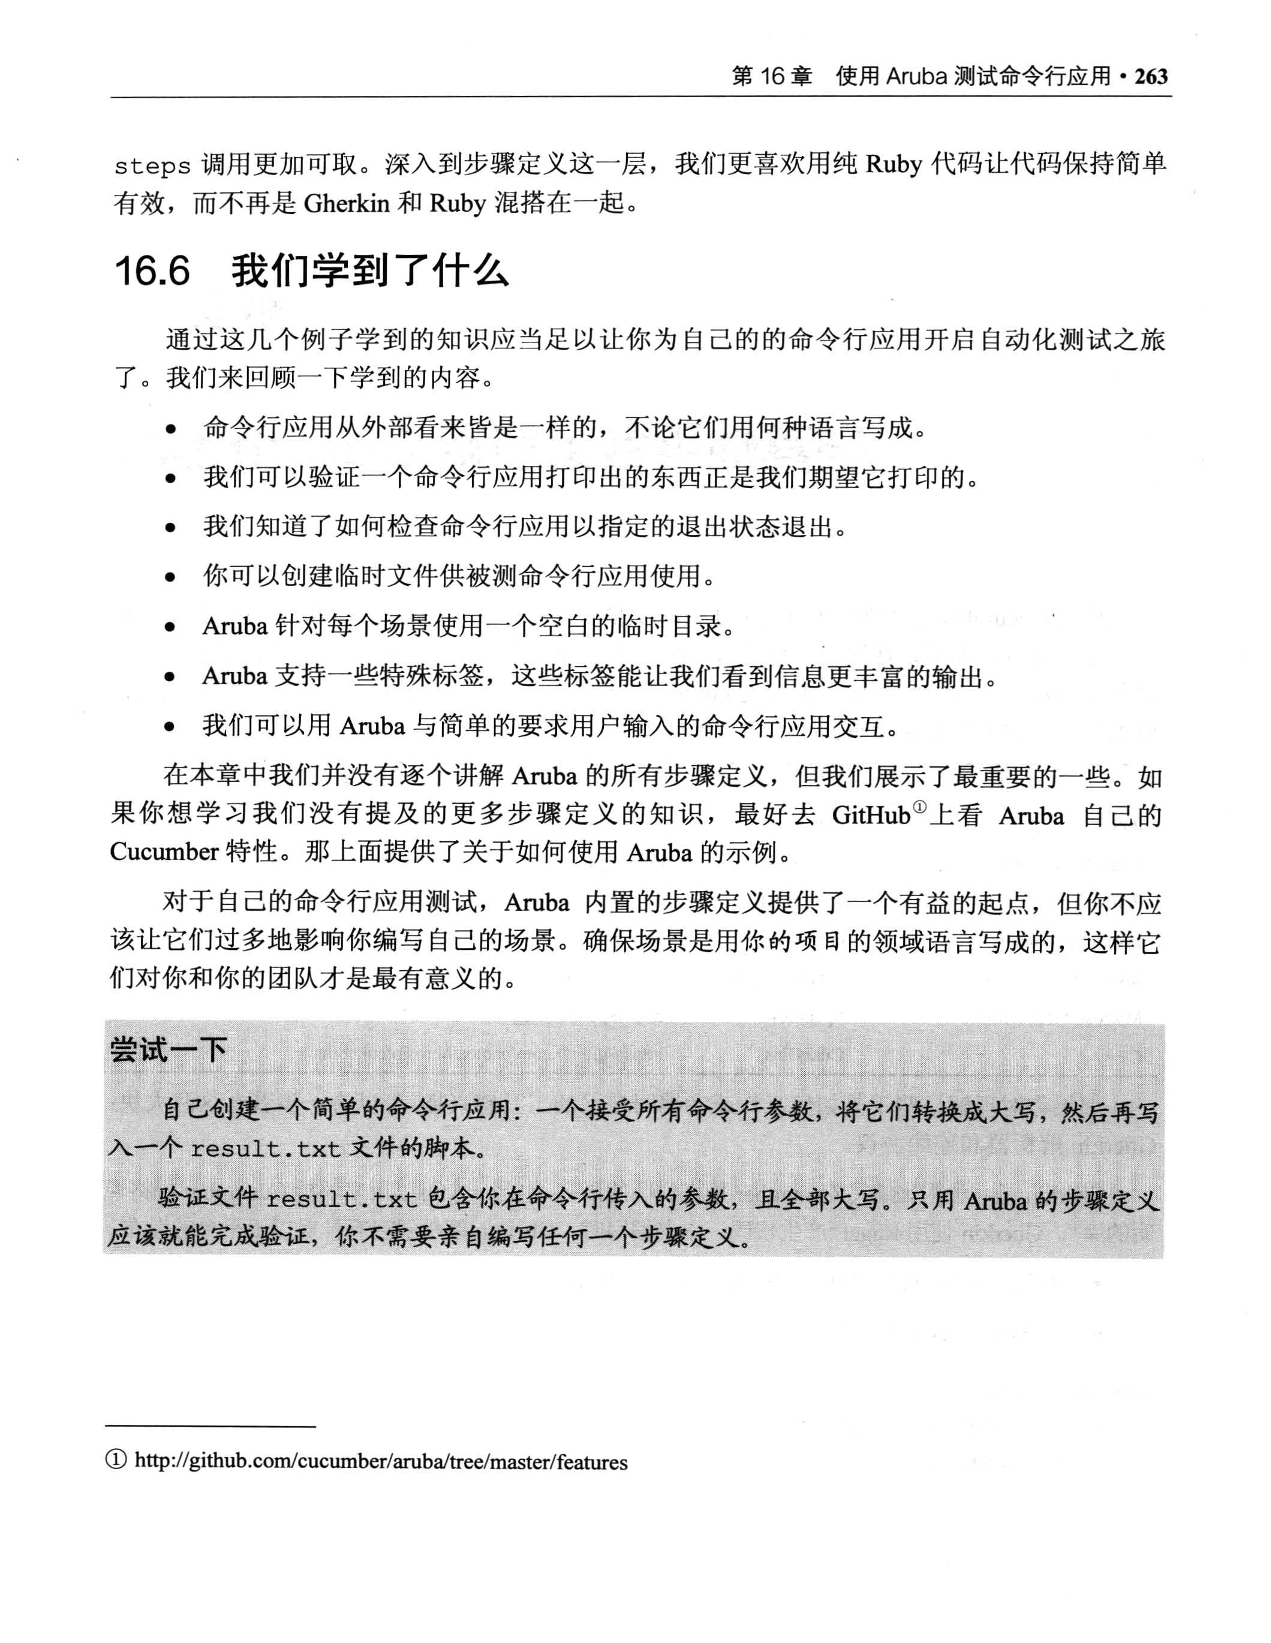 第 16 章　使用 Aruba 测试命令行应用 · 263
steps 调用更加可取。深入到步骤定义这一层，我们更喜欢用纯 Ruby 代码让代码保持简单
有效，而不再是 Gherkin 和 Ruby 混搭在一起。
16.6　我们学到了什么
通过这几个例子学到的知识应当足以让你为自己的的命令行应用开启自动化测试之旅
了。我们来回顾一下学到的内容。
● 命令行应用从外部看来皆是一样的，不论它们用何种语言写成。
● 我们可以验证一个命令行应用打印出的东西正是我们期望它打印的。
● 我们知道了如何检查命令行应用以指定的退出状态退出。
● 你可以创建临时文件供被测命令行应用使用。
● Aruba 针对每个场景使用一个空白的临时目录。
● Aruba 支持一些特殊标签，这些标签能让我们看到信息更丰富的输出。
● 我们可以用 Aruba 与简单的要求用户输入的命令行应用交互。
在本章中我们并没有逐个讲解 Aruba 的所有步骤定义，但我们展示了最重要的一些。如
果你想学习我们没有提及的更多步骤定义的知识，最好去 GitHub①上看 Aruba 自己的
Cucumber 特性。那上面提供了关于如何使用 Aruba 的示例。
对于自己的命令行应用测试，Aruba 内置的步骤定义提供了一个有益的起点，但你不应
该让它们过多地影响你编写自己的场景。确保场景是用你的项目的领域语言写成的，这样它
们对你和你的团队才是最有意义的。
尝试一下
自己创建一个简单的命令行应用：一个接受所有命令行参数，将它们转换成大写，然后再写
入一个 result.txt 文件的脚本。
验证文件 result.txt 包含你在命令行传入的参数，且全部大写。只用 Aruba 的步骤定义
应该就能完成验证，你不需要亲自编写任何一个步骤定义。
① http://github.com/cucumber/aruba/tree/master/features